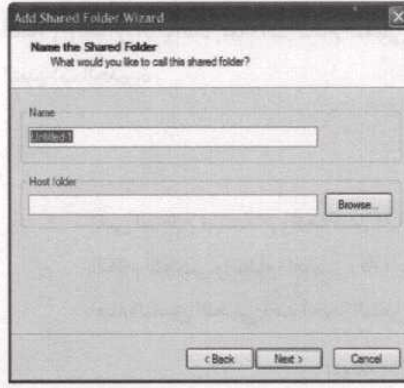 Add Shared Folder Wizard
Name the Shared Folder
What would you like to call this shared folder?
Name
Untitled-1
Host folder
Browse...
< Back
Next >
Cancel